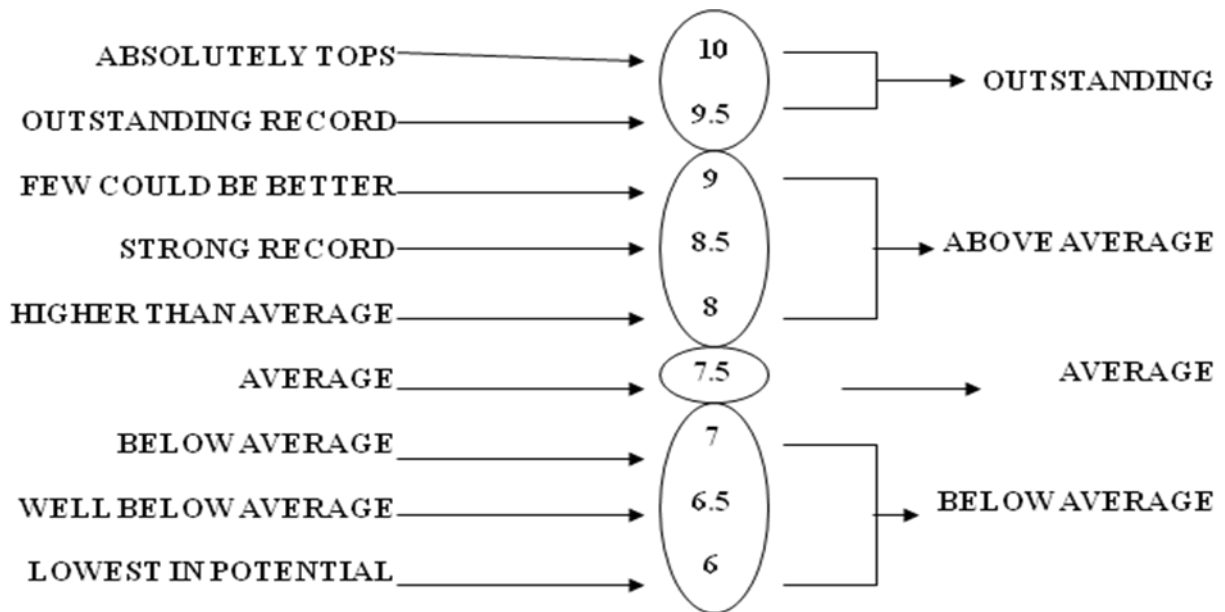 ABSOLUTELY TOPS 10
OUTSTANDING
OUTSTANDING RECORD 9.5
FEW COULD BE BETTER 9
STRONG RECORD 8.5 ABOVE AVERAGE
HIGHER THAN AVERAGE 8
AVERAGE 7.5 AVERAGE
BELOW AVERAGE 7
WELL BELOW AVERAGE 6.5 BELOW AVERAGE
LOWEST IN POTENTIAL 6